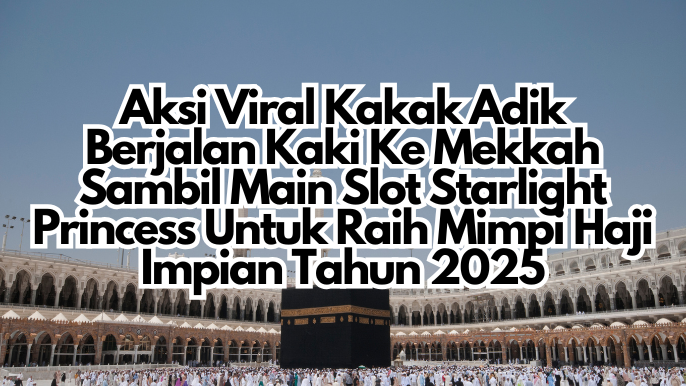 Aksi Viral Kakak Adik
Berjalan Kaki Ke Mekkah
Sambil Main Slot Starlight
Princess Untuk Raih Mimpi Haji
Impian Tahun 2025